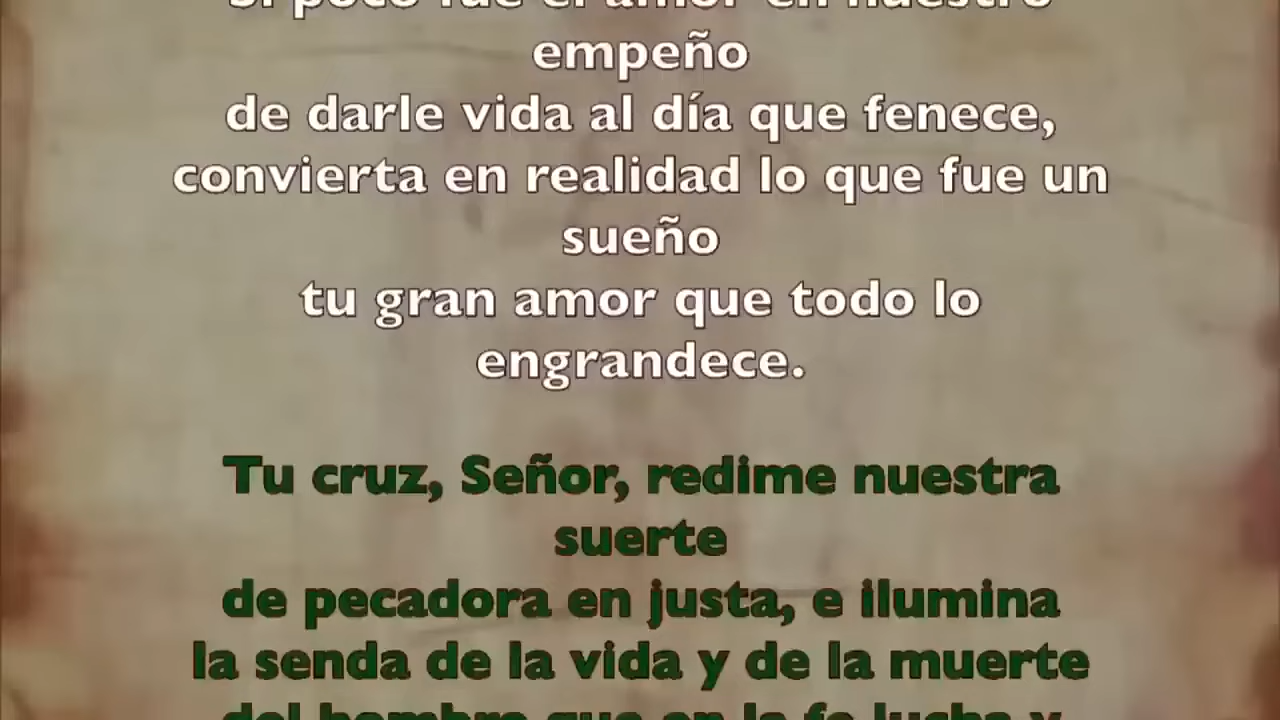 Si poco fue el amor en nuestro
empeño
de darle vida al día que fenece,
convierta en realidad lo que fue un
sueño
tu gran amor que todo lo
engrandece.
Tu cruz, Señor, redime nuestra
suerte
de pecadora en justa, e ilumina
la senda de la vida y de la muerte
del hombre que en la fe lucha y